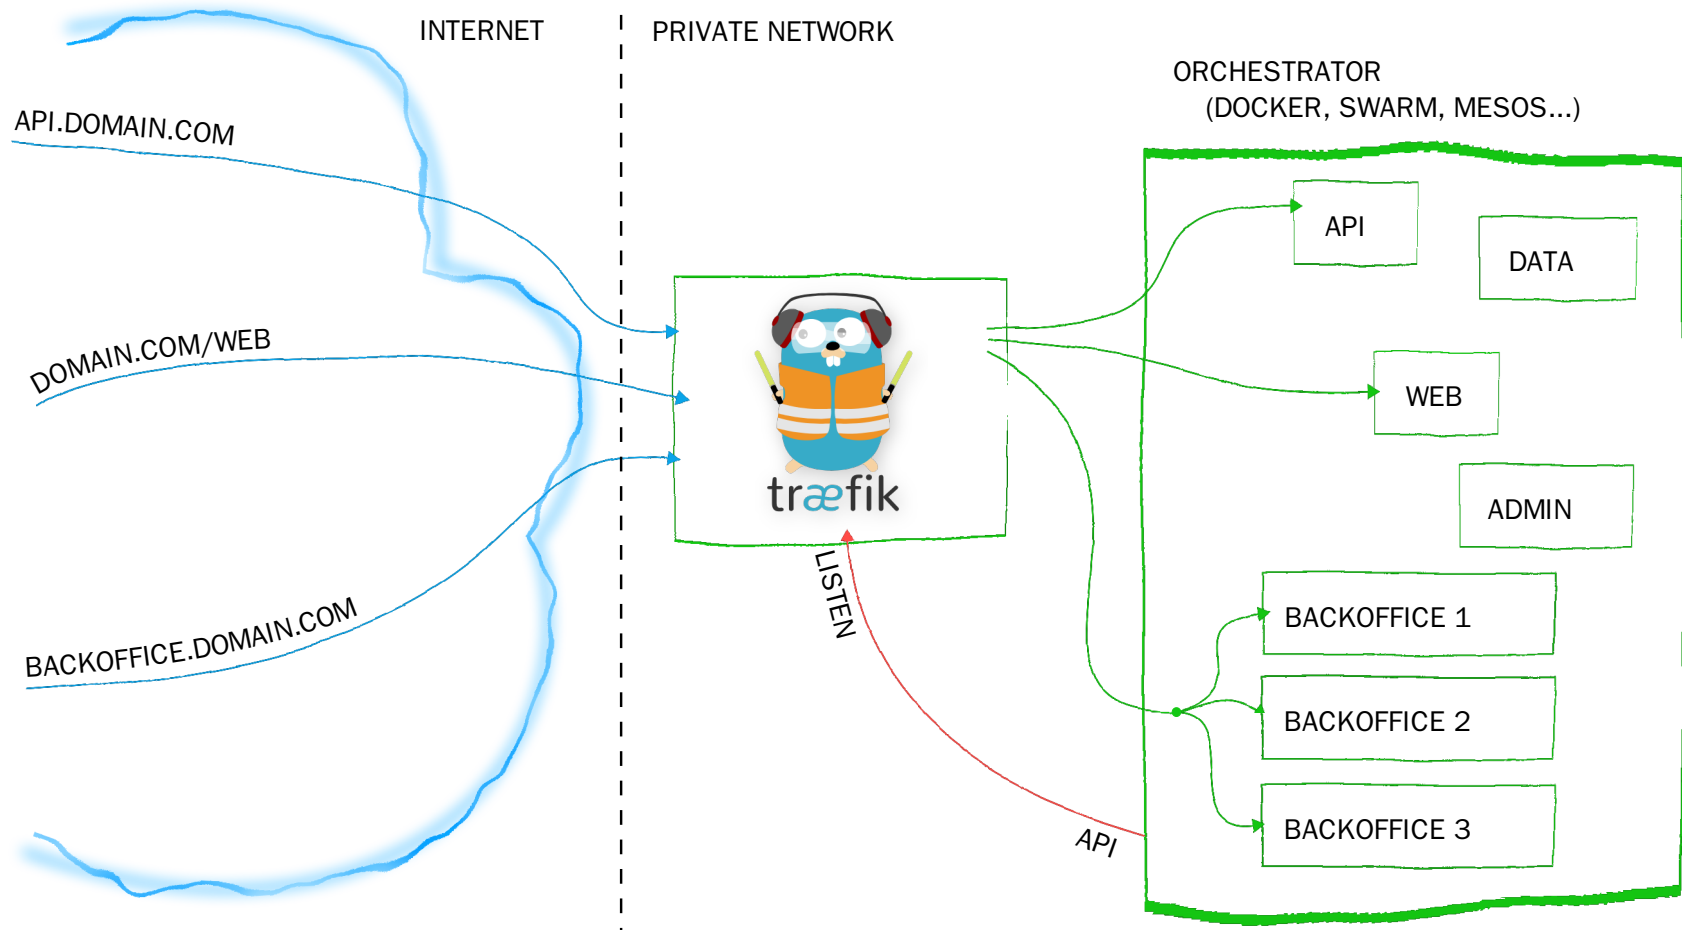 INTERNET
PRIVATE NETWORK
ORCHESTRATOR
(DOCKER, SWARM, MESOS...)
API.DOMAIN.COM
DOMAIN.COM/WEB
BACKOFFICE.DOMAIN.COM
træfik
LISTEN
API
API
DATA
WEB
ADMIN
BACKOFFICE 1
BACKOFFICE 2
BACKOFFICE 3